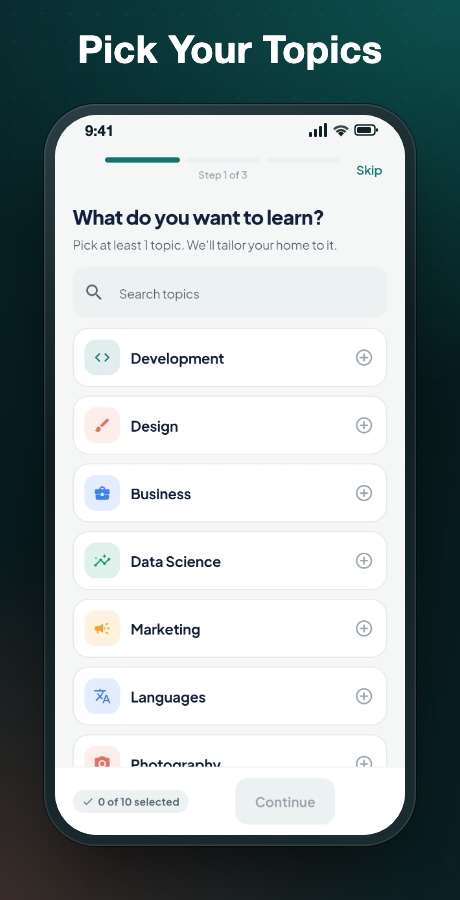 Pick Your Topics
9:41
Step 1 of 3
Skip
What do you want to learn?
Pick at least 1 topic. We'll tailor your home to it.
Search topics
Development
Design
Business
Data Science
Marketing
Languages
Photography
0 of 10 selected
Continue